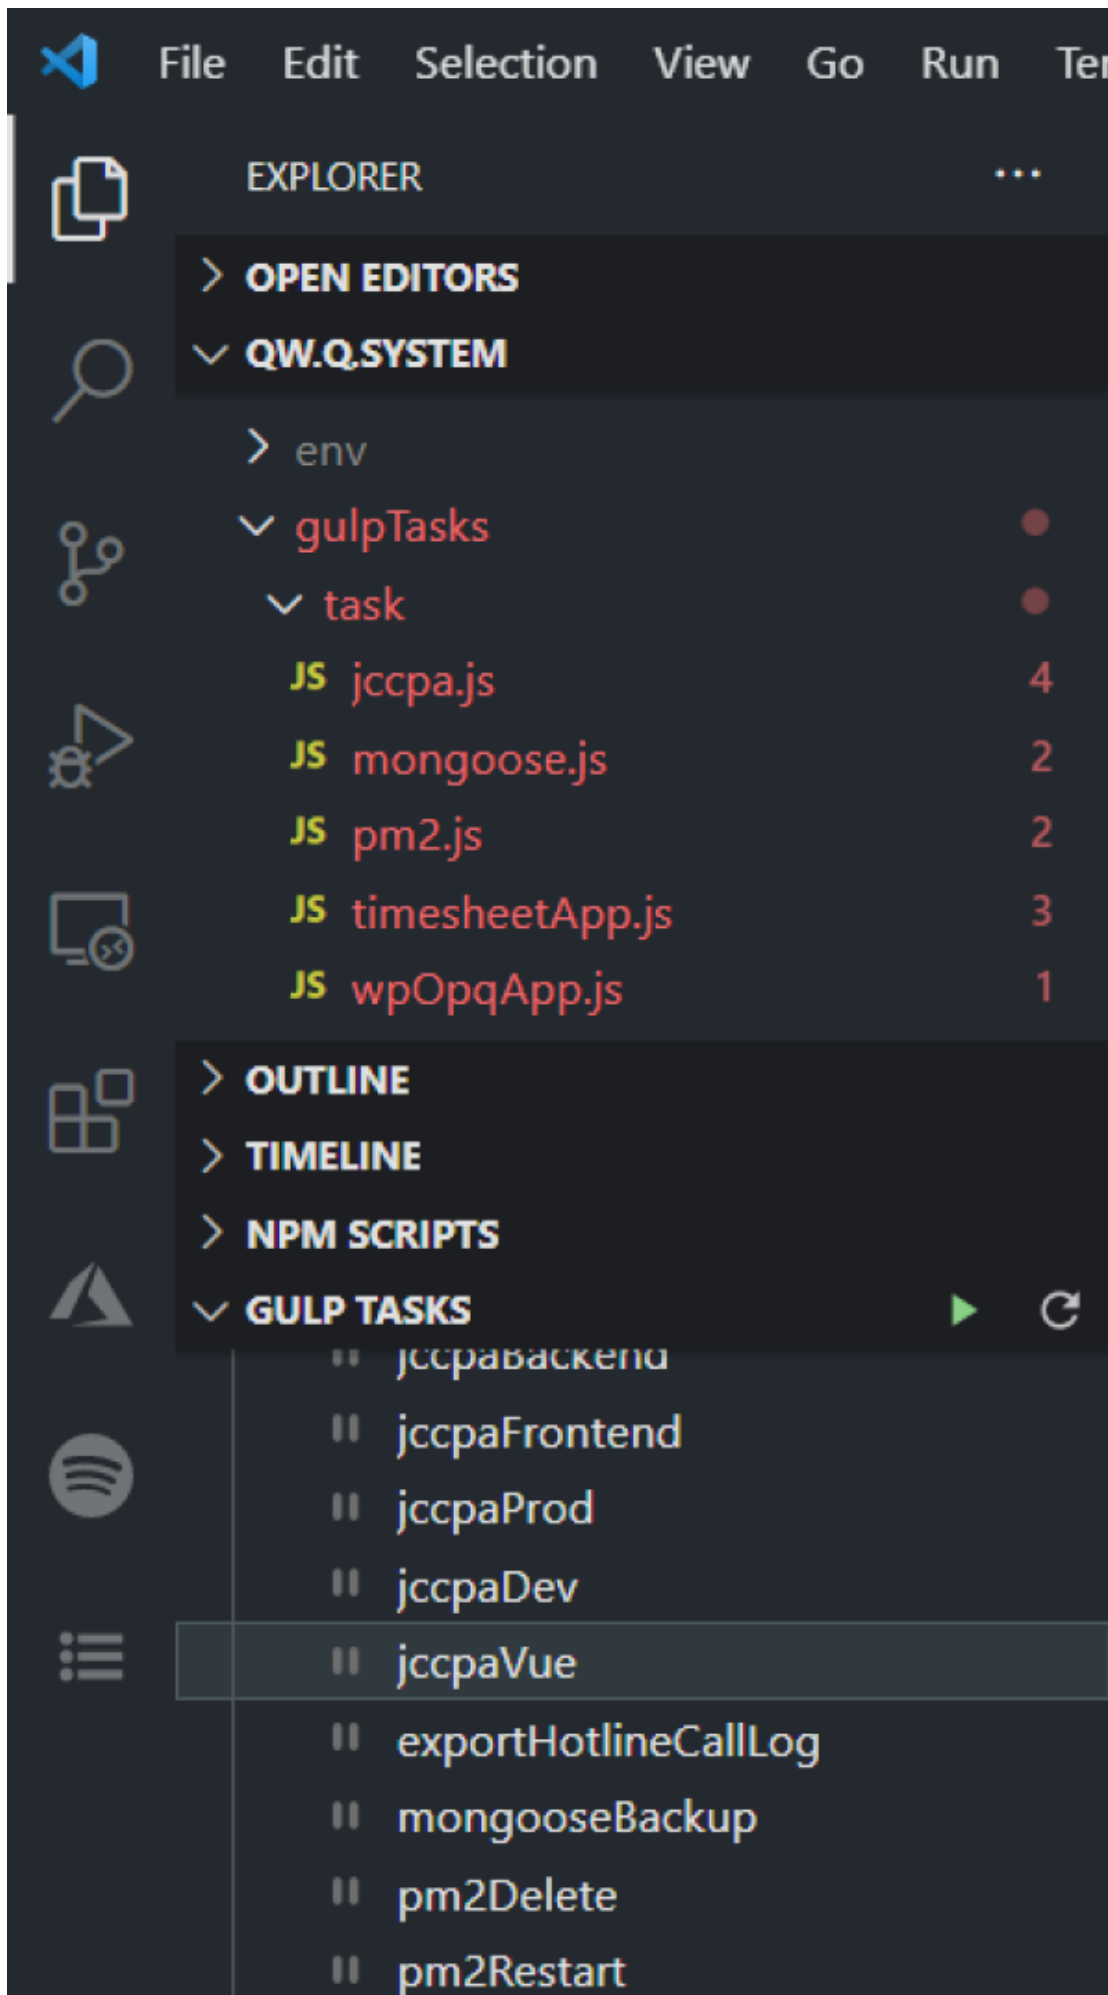 File Edit Selection View Go Run Ter
EXPLORER
OPEN EDITORS
QW.Q.SYSTEM
env
gulpTasks
task
JS jccpa.js 4
JS mongoose.js 2
JS pm2.js 2
JS timesheetApp.js 3
JS wpOpqApp.js 1
OUTLINE
TIMELINE
NPM SCRIPTS
GULP TASKS
jccpaBackend
jccpaFrontend
jccpaProd
jccpaDev
jccpaVue
exportHotlineCallLog
mongooseBackup
pm2Delete
pm2Restart